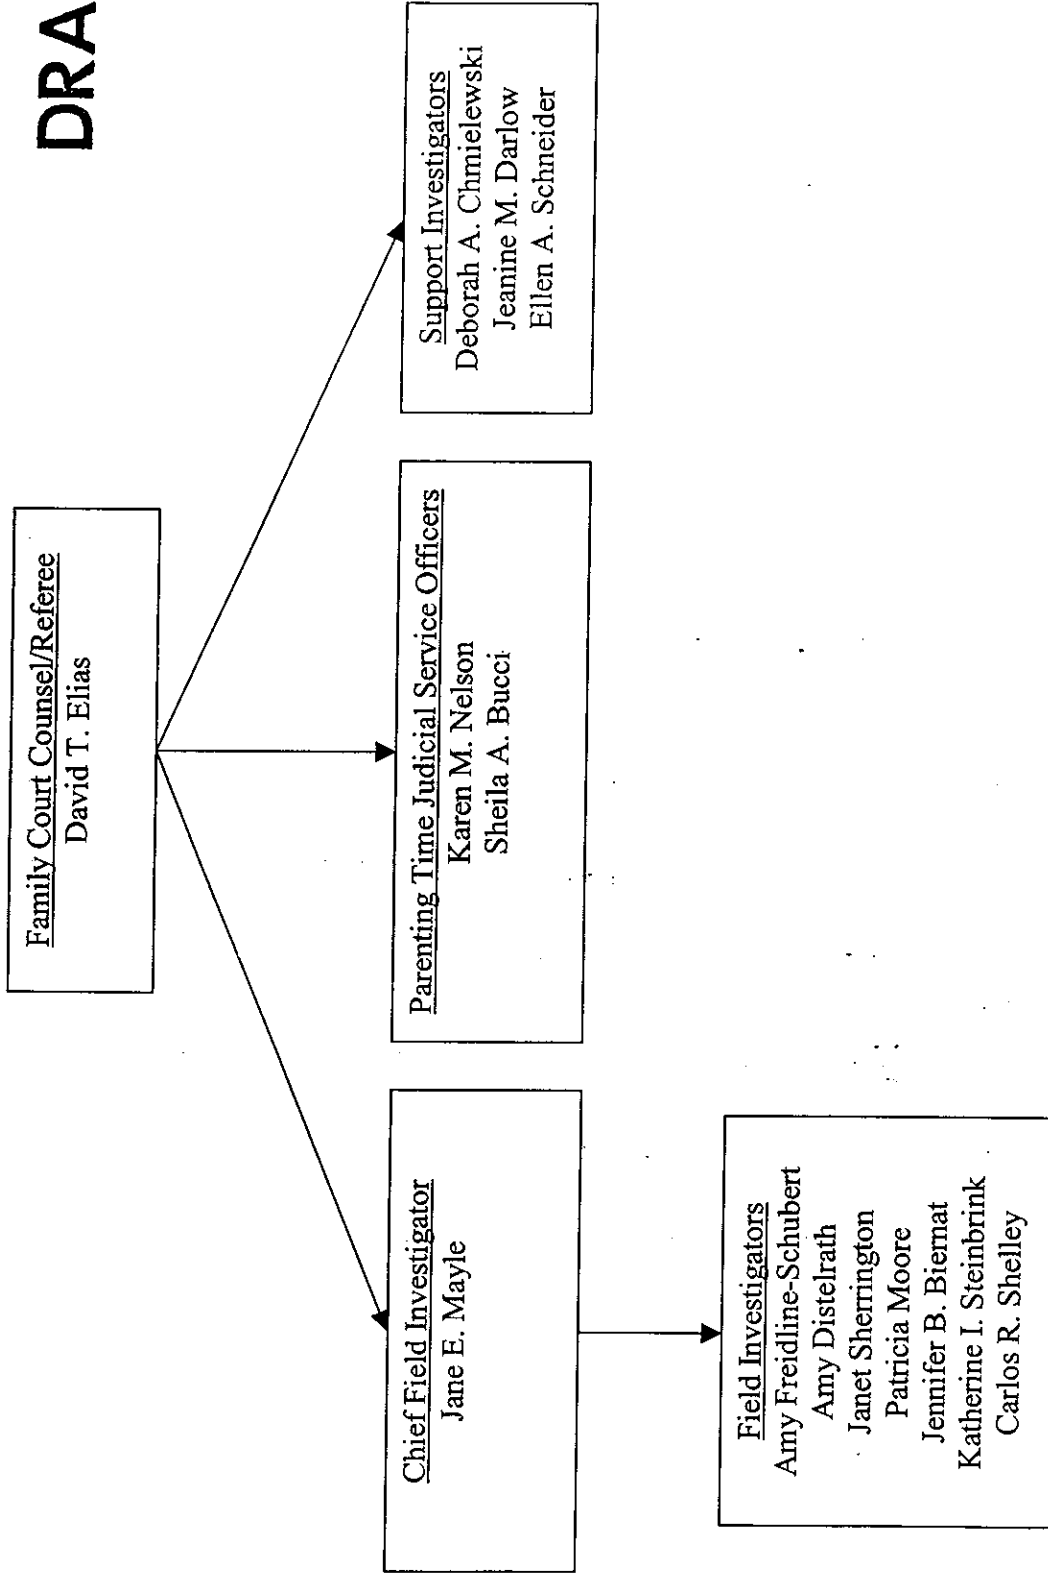 DRA
Family Court Counsel/Referee
David T. Elias
Chief Field Investigator
Jane E. Mayle
Parenting Time Judicial Service Officers
Karen M. Nelson
Sheila A. Bucci
Support Investigators
Deborah A. Chmielewski
Jeanine M. Darlow
Ellen A. Schneider
Field Investigators
Amy Freidline-Schubert
Amy Distelrath
Janet Sherrington
Patricia Moore
Jennifer B. Biernat
Katherine I. Steinbrink
Carlos R. Shelley